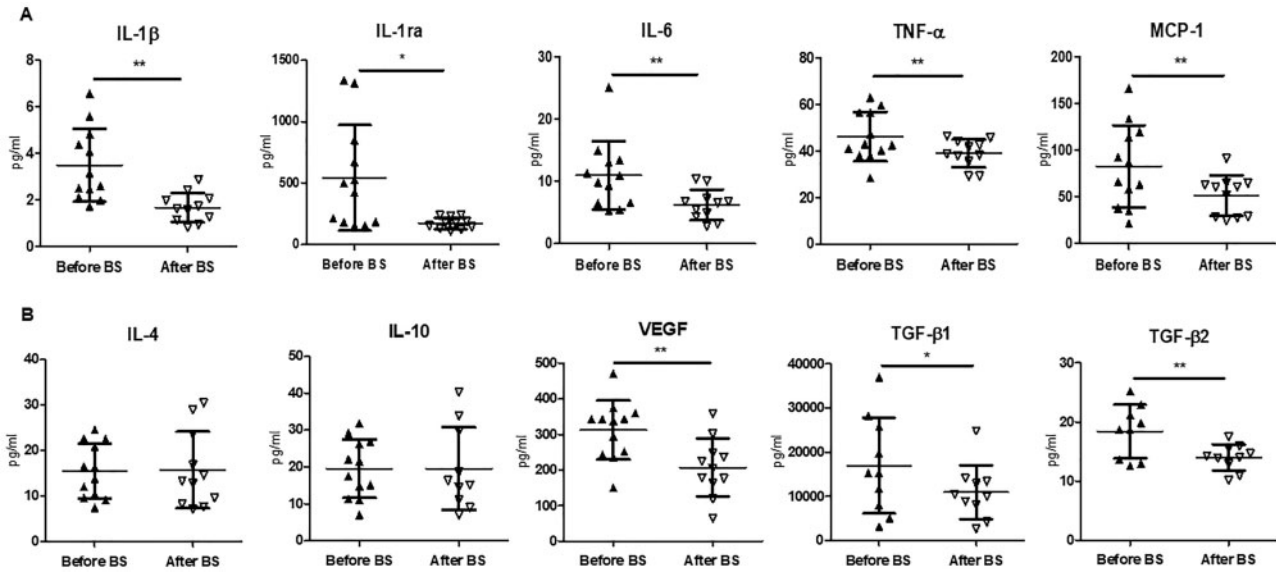 A
IL-1β
IL-1ra
IL-6
TNF-α
MCP-1
pg/ml
8
6
4
2
0
**
Before BS
After BS
pg/ml
1500
1000
500
0
*
Before BS
After BS
pg/ml
30
20
10
0
**
Before BS
After BS
pg/ml
80
60
40
20
0
**
Before BS
After BS
pg/ml
200
150
100
50
0
**
Before BS
After BS
B
IL-4
IL-10
VEGF
TGF-β1
TGF-β2
pg/ml
40
30
20
10
0
Before BS
After BS
pg/ml
50
40
30
20
10
0
Before BS
After BS
pg/ml
500
400
300
200
100
0
**
Before BS
After BS
pg/ml
40000
30000
20000
10000
0
*
Before BS
After BS
pg/ml
30
20
10
0
**
Before BS
After BS